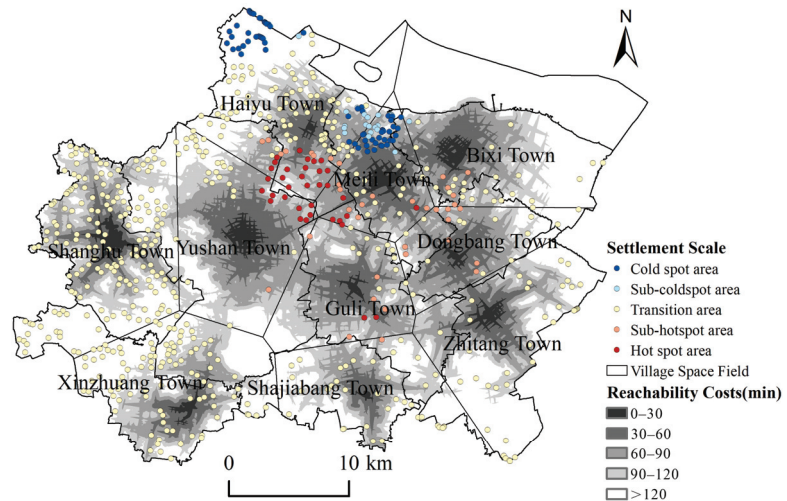 N
Haiyu Town
Bixi Town
Meili Town
Shanghu Town
Yushan Town
Dongbang Town
Guli Town
Zhitang Town
Xinzhuang Town
Shajiabang Town
0 10 km
Settlement Scale
Cold spot area
Sub-coldspot area
Transition area
Sub-hotspot area
Hot spot area
Village Space Field
Reachability Costs(min)
0–30
30–60
60–90
90–120
>120